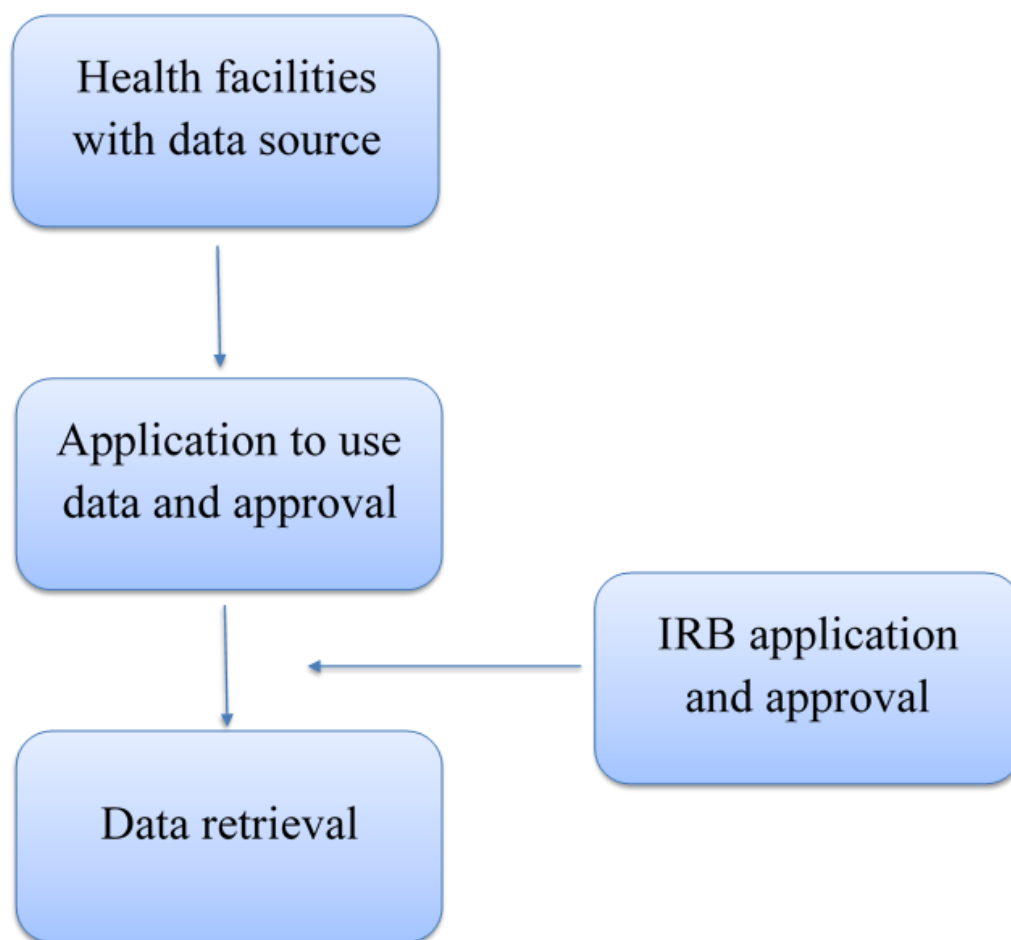 Health facilities
with data source
Application to use
data and approval
IRB application
and approval
Data retrieval